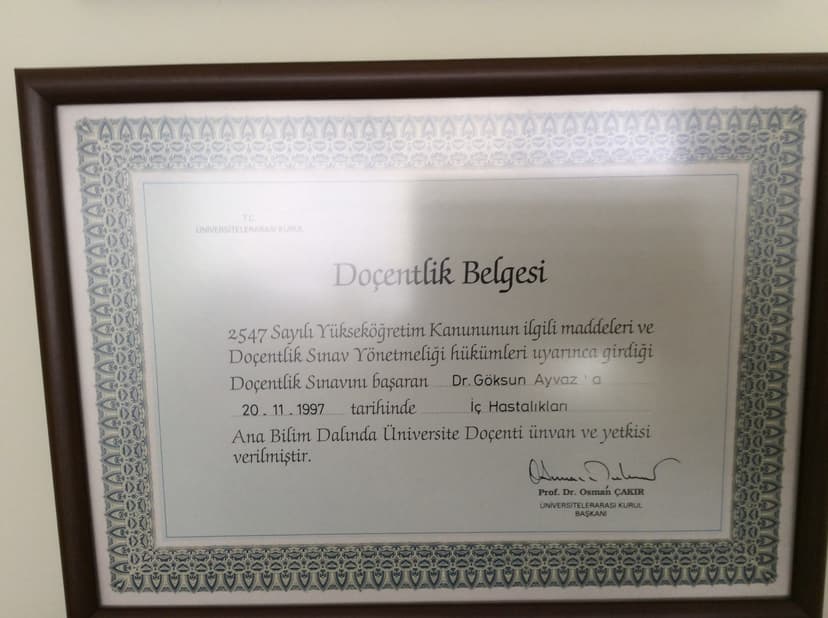 T.C.
ÜNİVERSİTELERARASI KURUL
Doçentlik Belgesi
2547 Sayılı Yükseköğretim Kanununun ilgili maddeleri ve
Doçentlik Sınav Yönetmeliği hükümleri uyarınca girdiği
Doçentlik Sınavını başaran Dr.Göksun Ayvaz'a
20.11.1997 tarihinde İç Hastalıkları
Ana Bilim Dalında Üniversite Doçenti ünvan ve yetkisi
verilmiştir.
Prof. Dr. Osman ÇAKIR
ÜNİVERSİTELERARASI KURUL
BAŞKANI